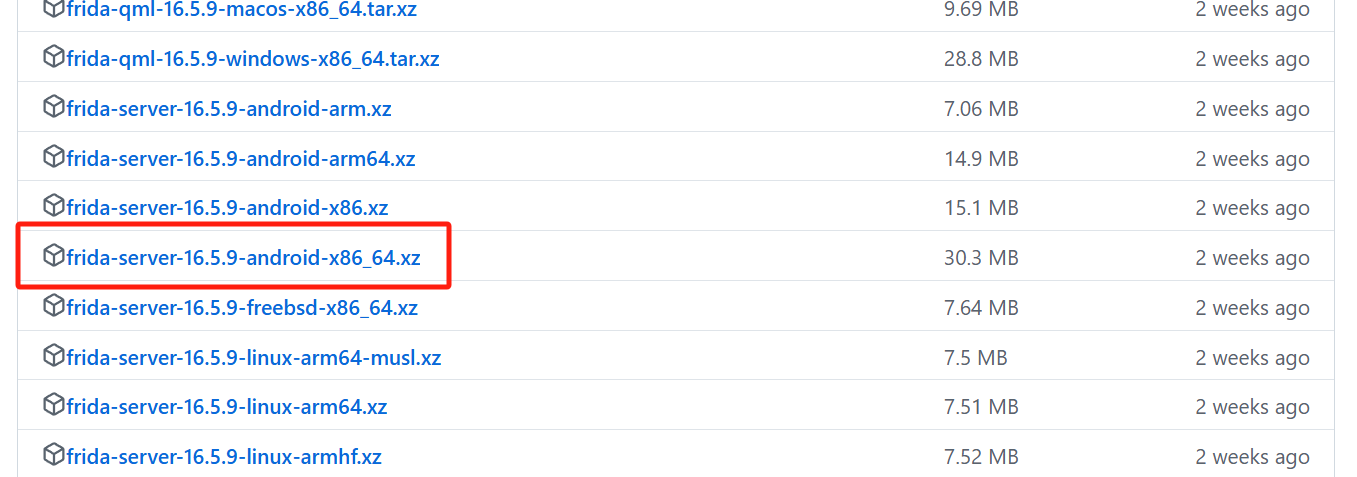 frida-qml-16.5.9-macos-x86_64.tar.xz 9.69 MB 2 weeks ago
frida-qml-16.5.9-windows-x86_64.tar.xz 28.8 MB 2 weeks ago
frida-server-16.5.9-android-arm.xz 7.06 MB 2 weeks ago
frida-server-16.5.9-android-arm64.xz 14.9 MB 2 weeks ago
frida-server-16.5.9-android-x86.xz 15.1 MB 2 weeks ago
frida-server-16.5.9-android-x86_64.xz 30.3 MB 2 weeks ago
frida-server-16.5.9-freebsd-x86_64.xz 7.64 MB 2 weeks ago
frida-server-16.5.9-linux-arm64-musl.xz 7.5 MB 2 weeks ago
frida-server-16.5.9-linux-arm64.xz 7.51 MB 2 weeks ago
frida-server-16.5.9-linux-armhf.xz 7.52 MB 2 weeks ago